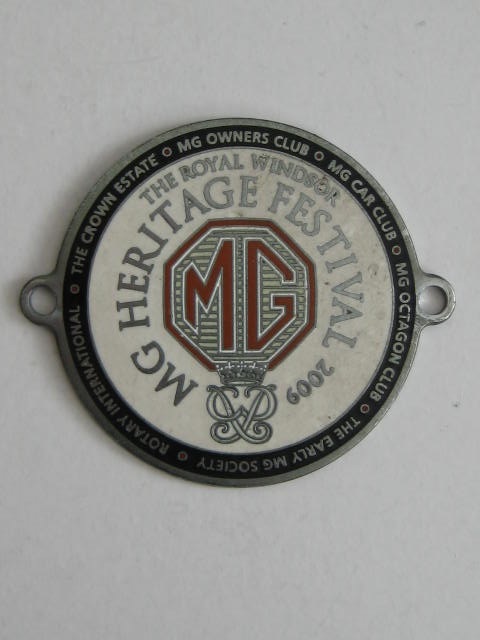 THE CROWN ESTATE • MG OWNERS CLUB • MG CAR CLUB • MG OCTAGON CLUB • THE EARLY MG SOCIETY • ROTARY INTERNATIONAL •
THE ROYAL WINDSOR
MG HERITAGE FESTIVAL 2009
MG